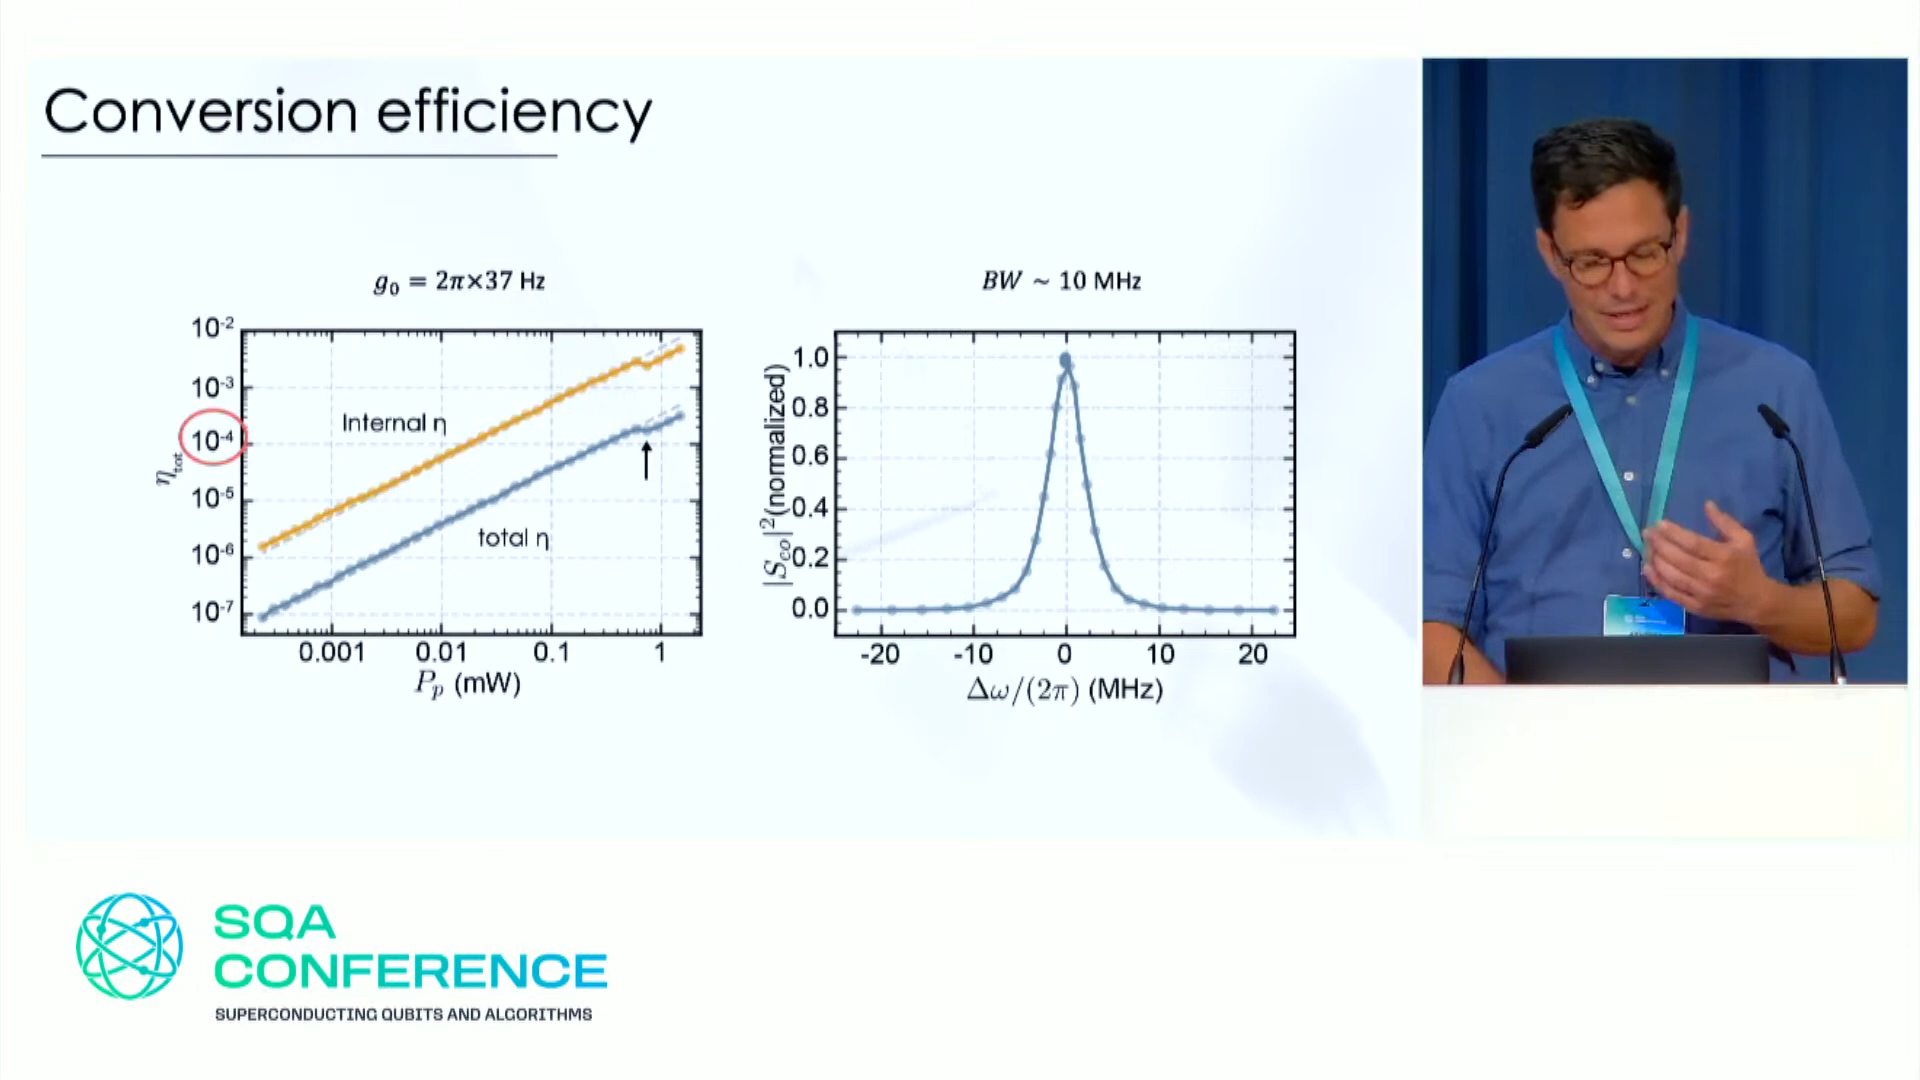 Conversion efficiency
g₀ = 2π×37 Hz
10⁻²
10⁻³
10⁻⁴
10⁻⁵
10⁻⁶
10⁻⁷
η_tot
Internal η
total η
0.001 0.01 0.1 1
P_p (mW)
BW ~ 10 MHz
1.0
0.8
0.6
0.4
0.2
0.0
|S_eo|² (normalized)
-20 -10 0 10 20
Δω/(2π) (MHz)
SQA
CONFERENCE
SUPERCONDUCTING QUBITS AND ALGORITHMS